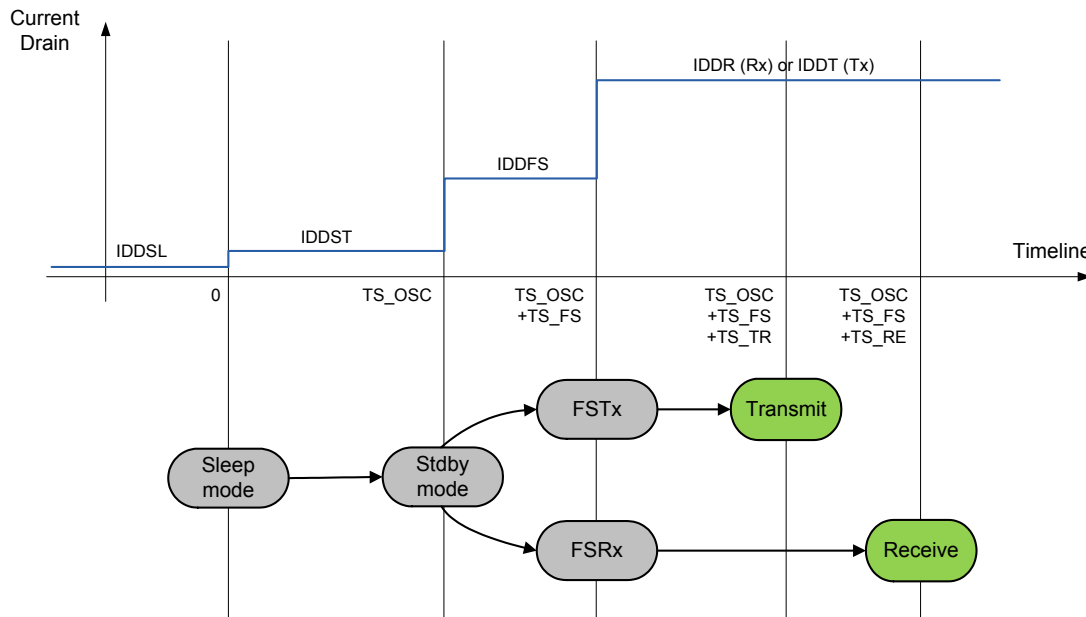 Current
Drain
IDDR (Rx) or IDDT (Tx)
IDDFS
IDDST
IDDSL
Timeline
0
TS_OSC
TS_OSC
+TS_FS
TS_OSC
+TS_FS
+TS_TR
TS_OSC
+TS_FS
+TS_RE
FSTx
Transmit
Sleep
mode
Stdby
mode
FSRx
Receive